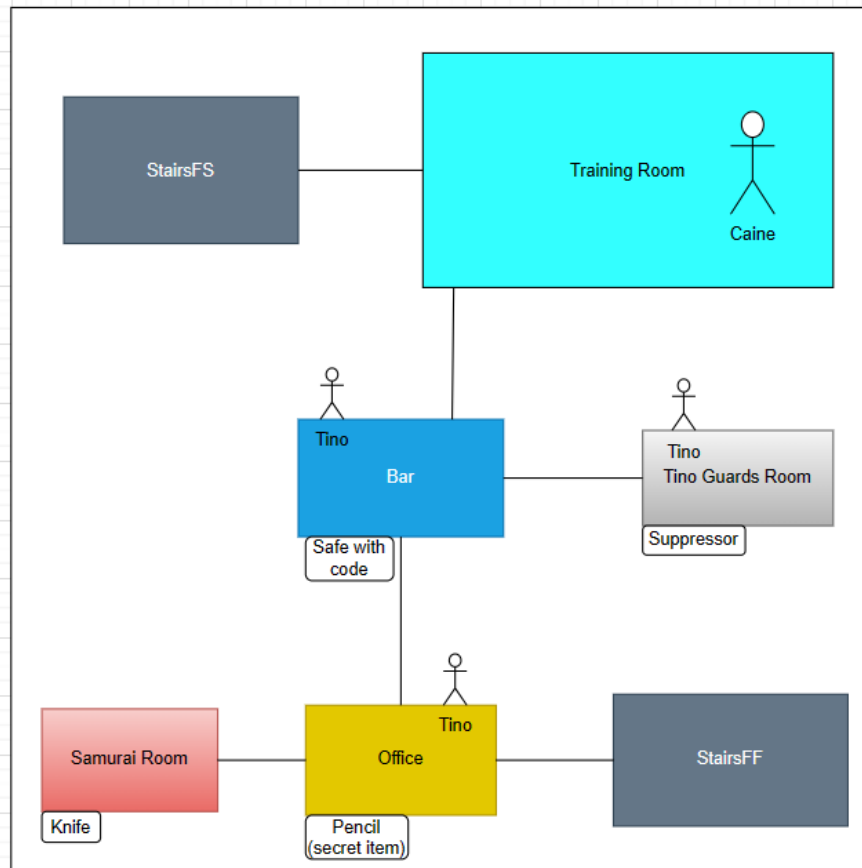 StairsFS
Training Room
Caine
Tino
Bar
Safe with
code
Tino
Tino Guards Room
Suppressor
Samurai Room
Knife
Tino
Office
Pencil
(secret item)
StairsFF